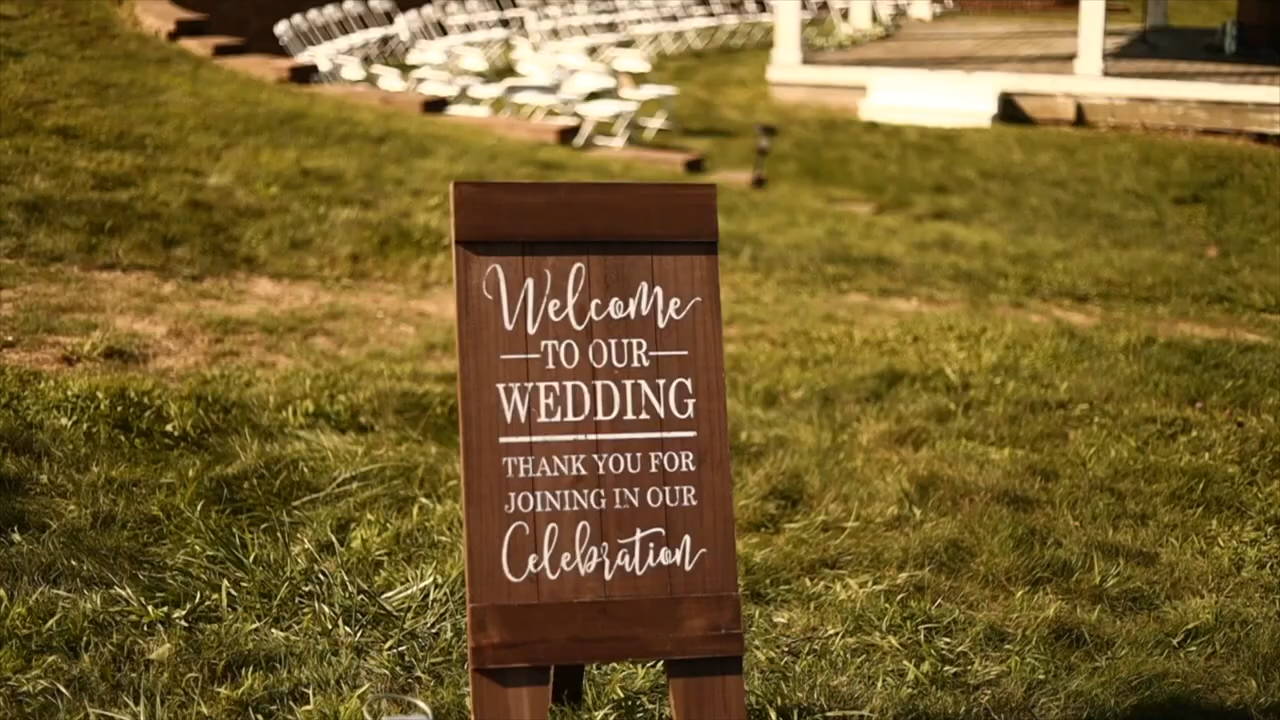 Welcome
TO OUR
WEDDING
THANK YOU FOR
JOINING IN OUR
Celebration